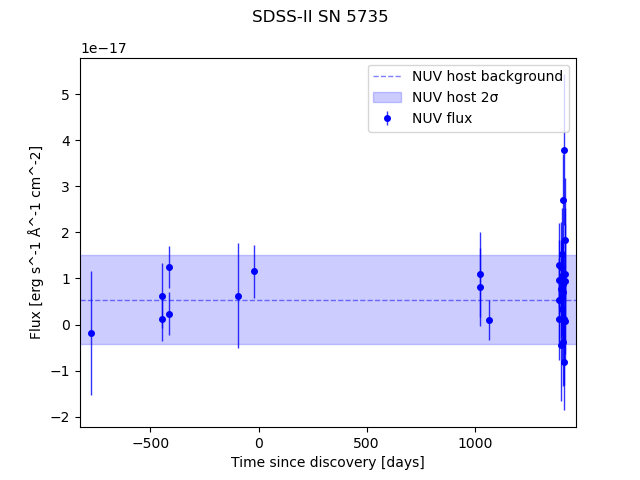 SDSS-II SN 5735
1e−17
NUV host background
NUV host 2σ
NUV flux
5
4
3
2
1
0
−1
−2
Flux [erg s^-1 Å^-1 cm^-2]
−500
0
500
1000
Time since discovery [days]